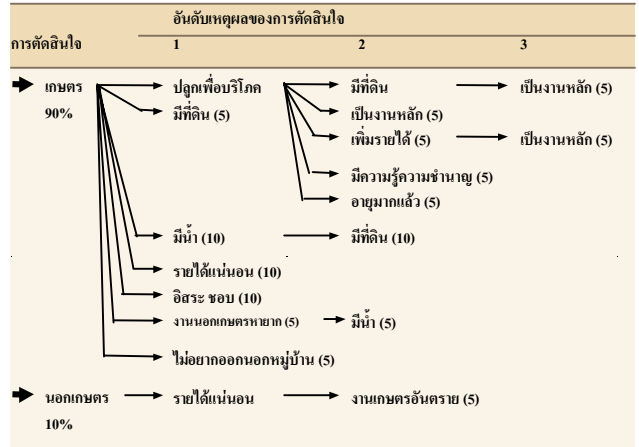 อันดับเหตุผลของการตัดสินใจ
การตัดสินใจ 1 2 3
เกษตร ปลูกเพื่อบริโภค มีที่ดิน เป็นงานหลัก (5)
90% มีที่ดิน (5) เป็นงานหลัก (5)
เพิ่มรายได้ (5) เป็นงานหลัก (5)
มีความรู้ความชำนาญ (5)
อายุมากแล้ว (5)
มีน้ำ (10) มีที่ดิน (10)
รายได้แน่นอน (10)
อิสระ ชอบ (10)
งานนอกเกษตรหายาก (5) มีน้ำ (5)
ไม่อยากออกนอกหมู่บ้าน (5)
นอกเกษตร รายได้แน่นอน งานเกษตรอันตราย (5)
10%